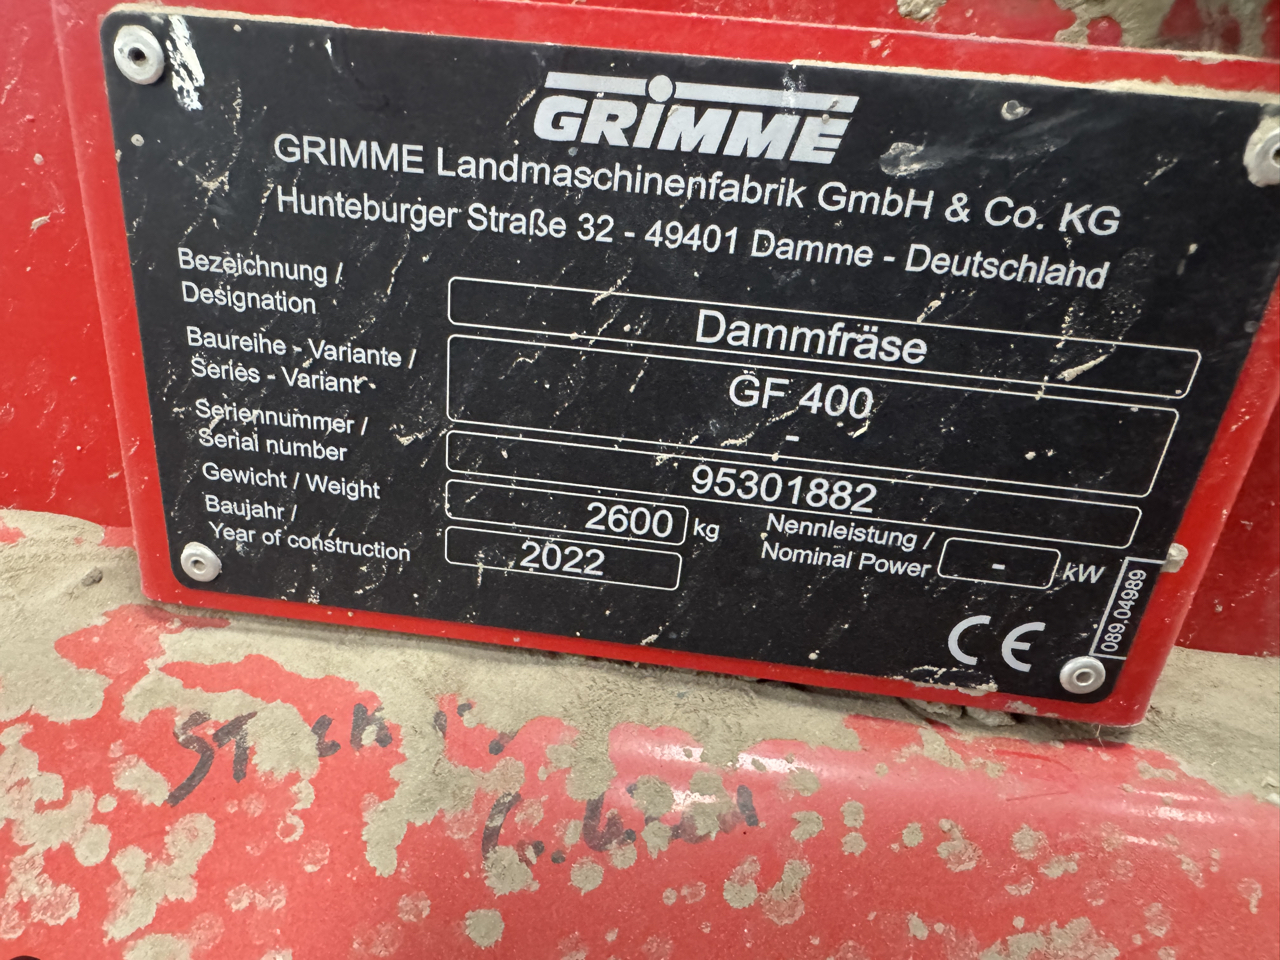 GRIMME
GRIMME Landmaschinenfabrik GmbH & Co. KG
Hunteburger Straße 32 - 49401 Damme - Deutschland
Bezeichnung /
Designation
Dammfräse
Baureihe - Variante /
Series - Variant
GF 400
-
Seriennummer /
Serial number
95301882
Gewicht / Weight
2600 kg
Nennleistung /
Nominal Power
- kW
Baujahr /
Year of construction
2022
CE
089.04989